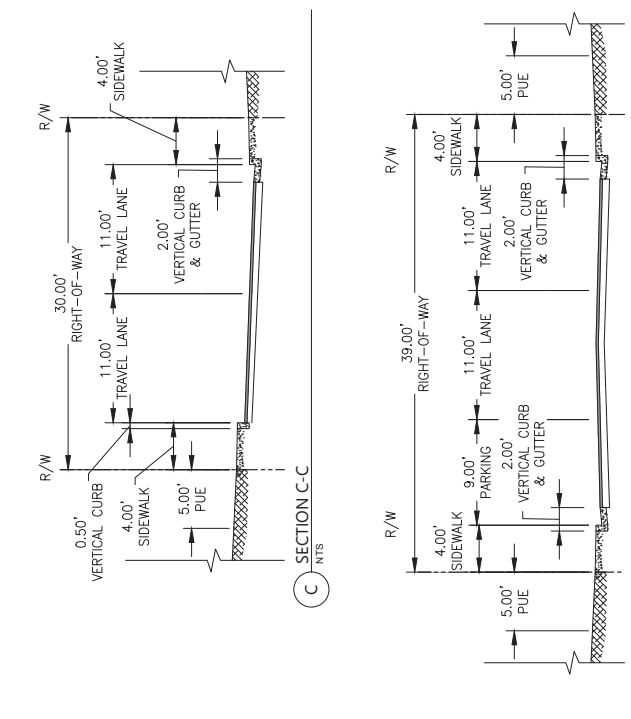 R/W
R/W
30.00'
RIGHT-OF-WAY
4.00'
SIDEWALK
11.00'
TRAVEL LANE
11.00'
TRAVEL LANE
2.00'
VERTICAL CURB
& GUTTER
0.50'
VERTICAL CURB
4.00'
SIDEWALK
5.00'
PUE
C
SECTION C-C
NTS
5.00'
PUE
R/W
R/W
39.00'
RIGHT-OF-WAY
4.00'
SIDEWALK
9.00'
PARKING
11.00'
TRAVEL LANE
11.00'
TRAVEL LANE
4.00'
SIDEWALK
2.00'
VERTICAL CURB
& GUTTER
2.00'
VERTICAL CURB
& GUTTER
5.00'
PUE